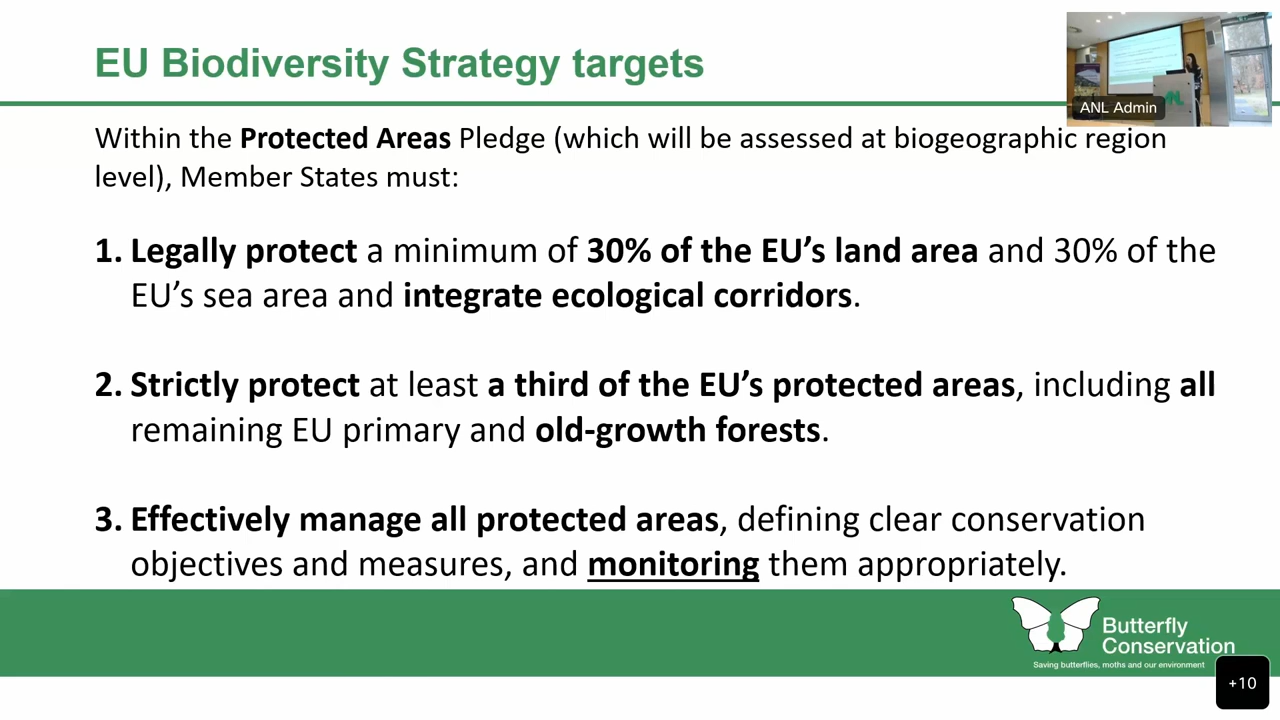 EU Biodiversity Strategy targets
ANL Admin
Within the Protected Areas Pledge (which will be assessed at biogeographic region
level), Member States must:
1. Legally protect a minimum of 30% of the EU’s land area and 30% of the
EU’s sea area and integrate ecological corridors.
2. Strictly protect at least a third of the EU’s protected areas, including all
remaining EU primary and old-growth forests.
3. Effectively manage all protected areas, defining clear conservation
objectives and measures, and monitoring them appropriately.
Butterfly
Conservation
Saving butterflies, moths and our environment
+10